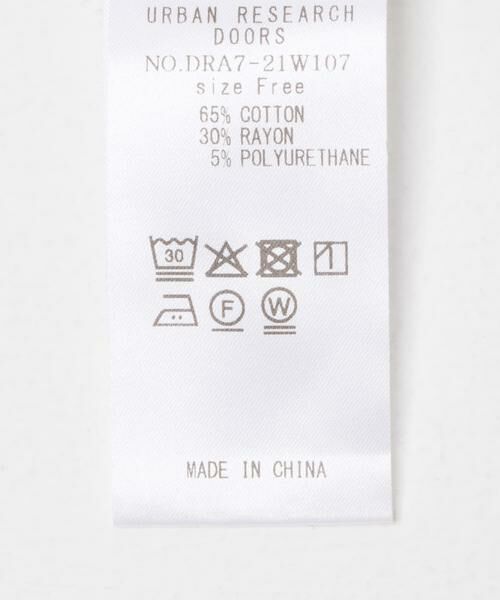 URBAN RESEARCH
DOORS
NO.DRA7-21W107
size Free
65% COTTON
30% RAYON
5% POLYURETHANE
30
F
W
MADE IN CHINA